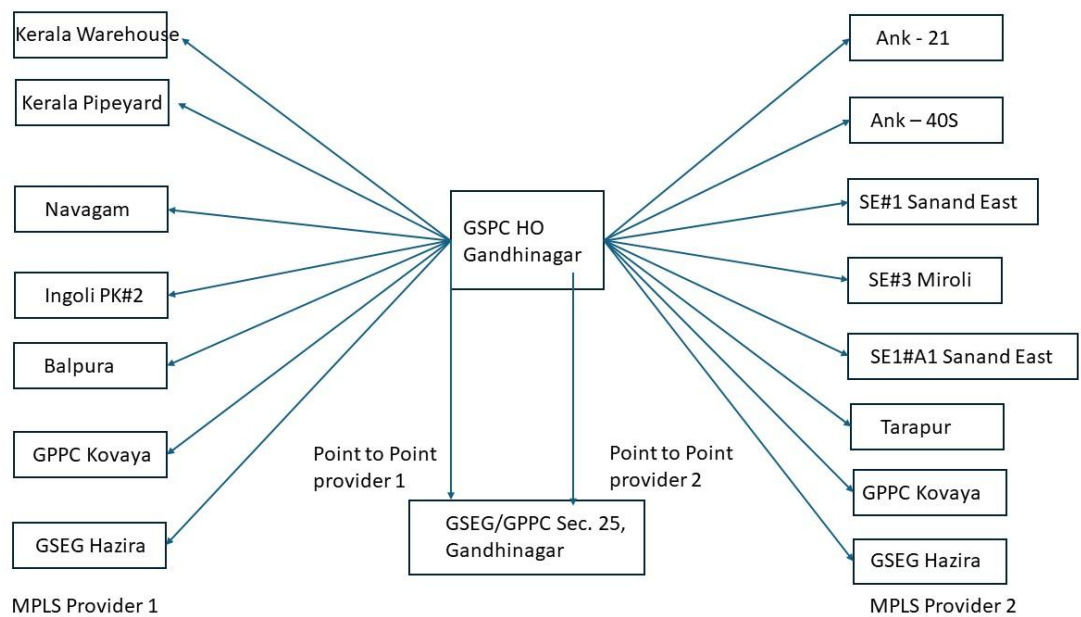 Kerala Warehouse
Kerala Pipeyard
Navagam
Ingoli PK#2
Balpura
GPPC Kovaya
GSEG Hazira
MPLS Provider 1
GSPC HO
Gandhinagar
Point to Point
provider 1
Point to Point
provider 2
GSEG/GPPC Sec. 25,
Gandhinagar
Ank - 21
Ank – 40S
SE#1 Sanand East
SE#3 Miroli
SE1#A1 Sanand East
Tarapur
GPPC Kovaya
GSEG Hazira
MPLS Provider 2